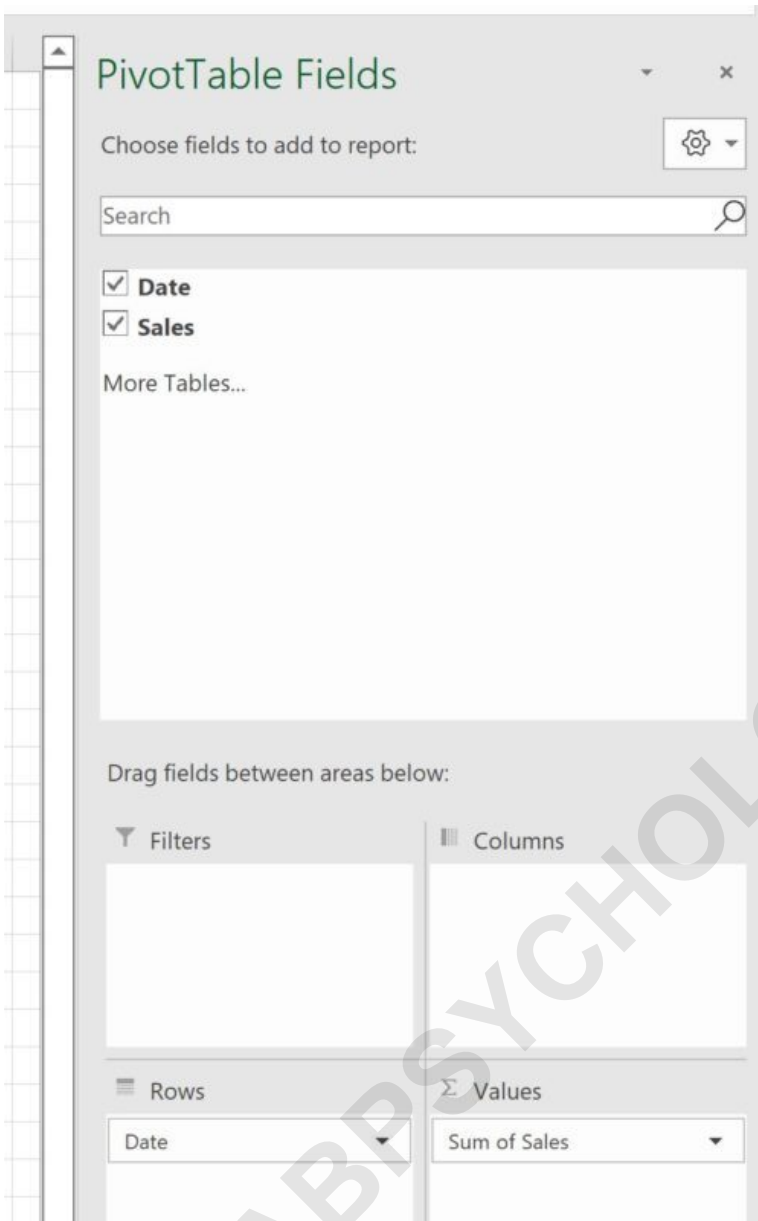 PivotTable Fields
Choose fields to add to report:
Search
Date
Sales
More Tables...
Drag fields between areas below:
Filters
Columns
Rows
Σ Values
Date
Sum of Sales